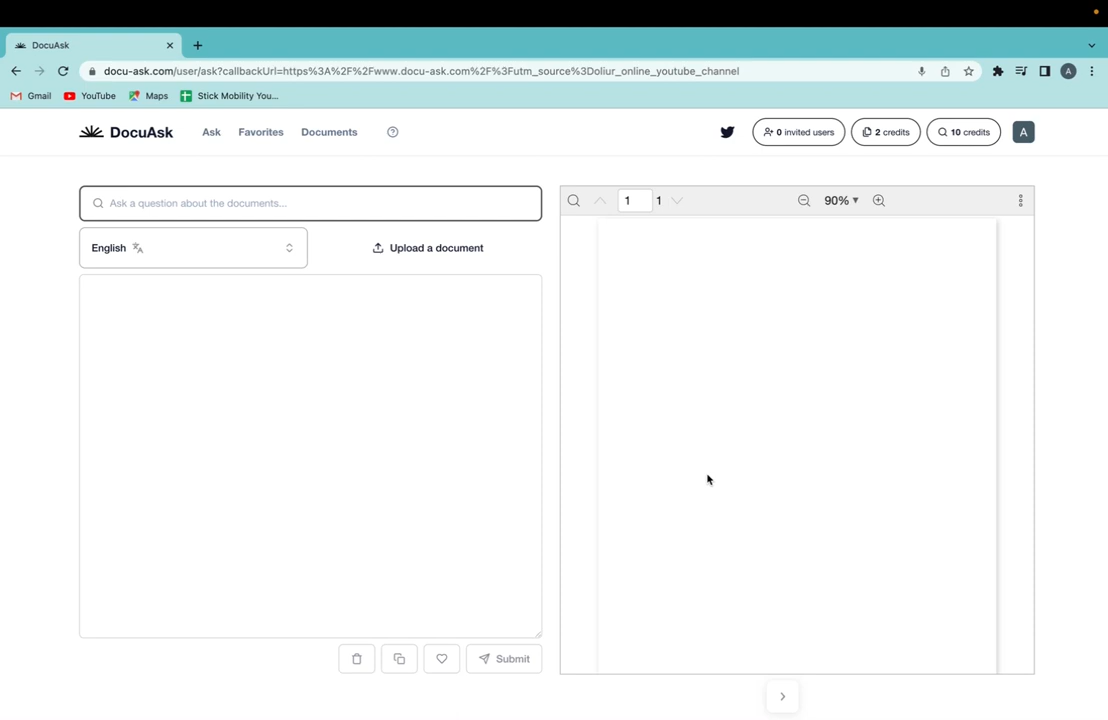 DocuAsk
docu-ask.com/user/ask?callbackUrl=https%3A%2F%2Fwww.docu-ask.com%2F%3Futm_source%3Doliur_online_youtube_channel
A
Gmail YouTube Maps Stick Mobility You...
DocuAsk Ask Favorites Documents ? 0 invited users 2 credits 10 credits A
Ask a question about the documents...
1 1 90%
English Upload a document
Submit